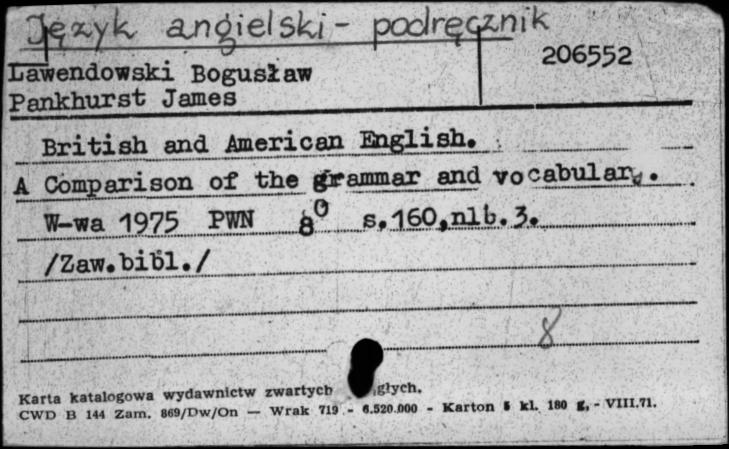 Język angielski - podręcznik
206552
Lawendowski Bogusław
Pankhurst James
British and American English.
A Comparison of the grammar and vocabulary.
W-wa 1975 PWN 8° s.160,nlb.3.
/Zaw.bibl./
8
Karta katalogowa wydawnictw zwartych
CWD B 144 Zam. 869/Dw/On — Wrak 719 - 6.520.000 - Karton kl. 180 g, - VIII.71.